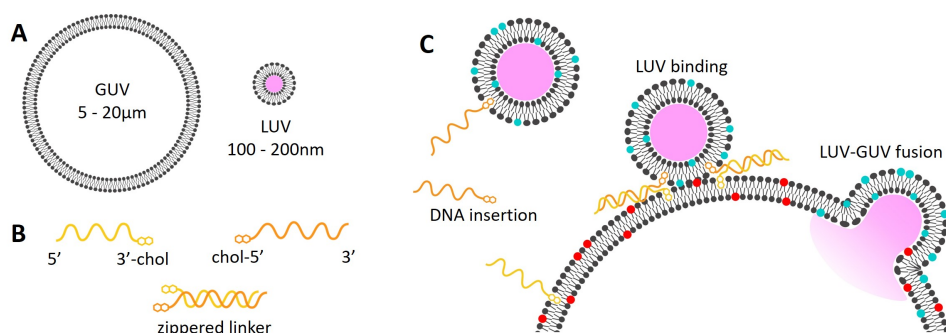 A
GUV
5 - 20µm
LUV
100 - 200nm
B
5’
3’-chol
chol-5’
3’
zippered linker
C
LUV binding
LUV-GUV fusion
DNA insertion